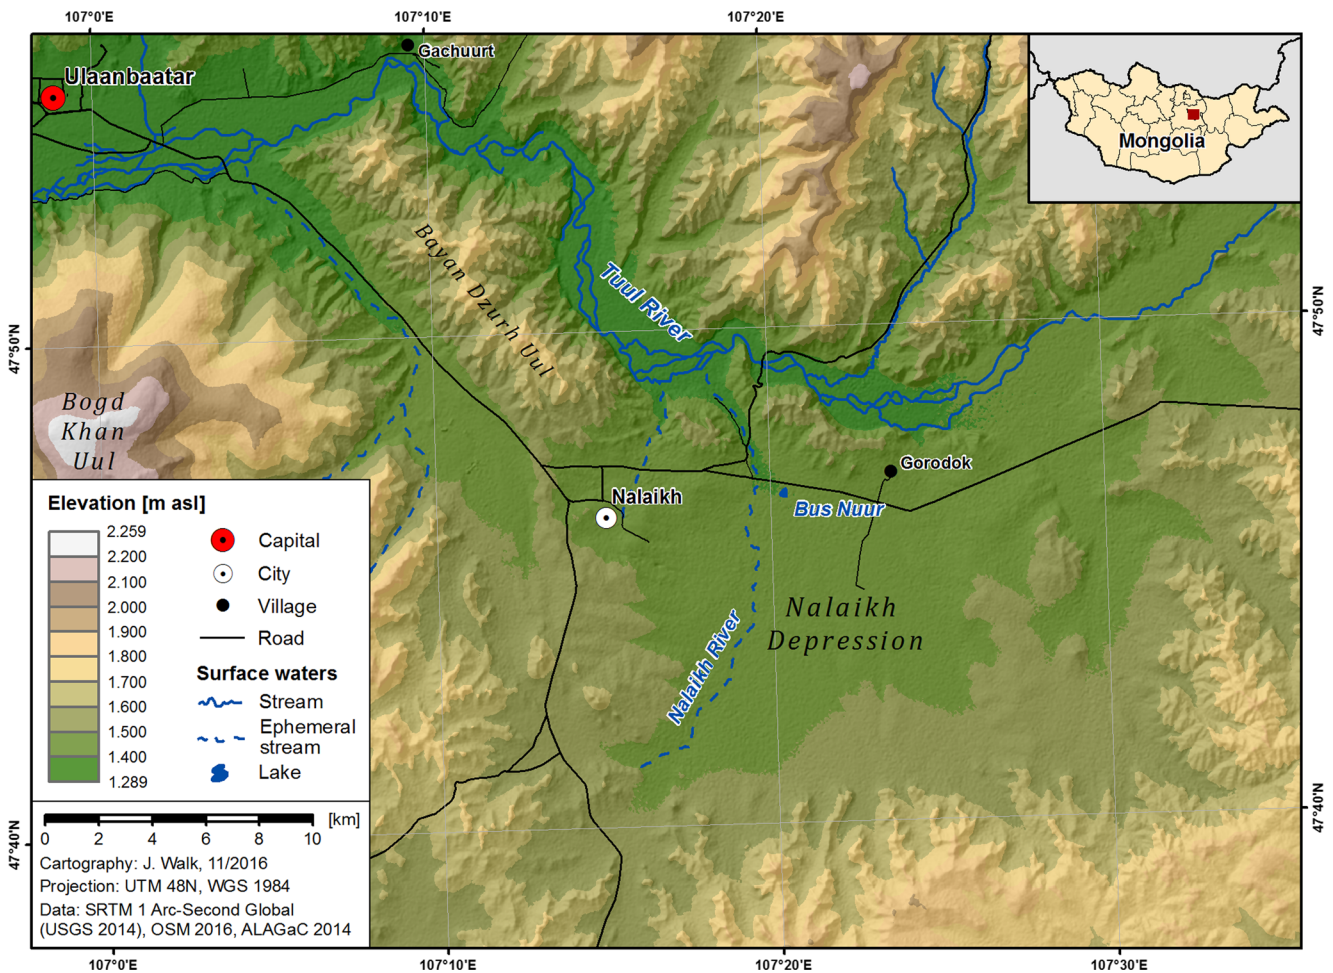 107°0'E
107°10'E
107°20'E
Gachuurt
Ulaanbaatar
Mongolia
Tuul River
Bayan Dzurh Uul
47°50'N
47°50'N
Bogd
Khan
Uul
Gorodok
Nalaikh
Bus Nuur
Nalaikh
Depression
Nalaikh River
Elevation [m asl]
2.259
2.200
2.100
2.000
1.900
1.800
1.700
1.600
1.500
1.400
1.289
Capital
City
Village
Road
Surface waters
Stream
Ephemeral
stream
Lake
0 2 4 6 8 10 [km]
Cartography: J. Walk, 11/2016
Projection: UTM 48N, WGS 1984
Data: SRTM 1 Arc-Second Global
(USGS 2014), OSM 2016, ALAGaC 2014
47°40'N
47°40'N
107°0'E
107°10'E
107°20'E
107°30'E